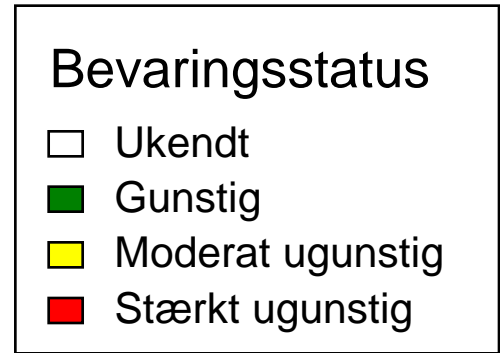 Bevaringsstatus
Ukendt
Gunstig
Moderat ugunstig
Stærkt ugunstig